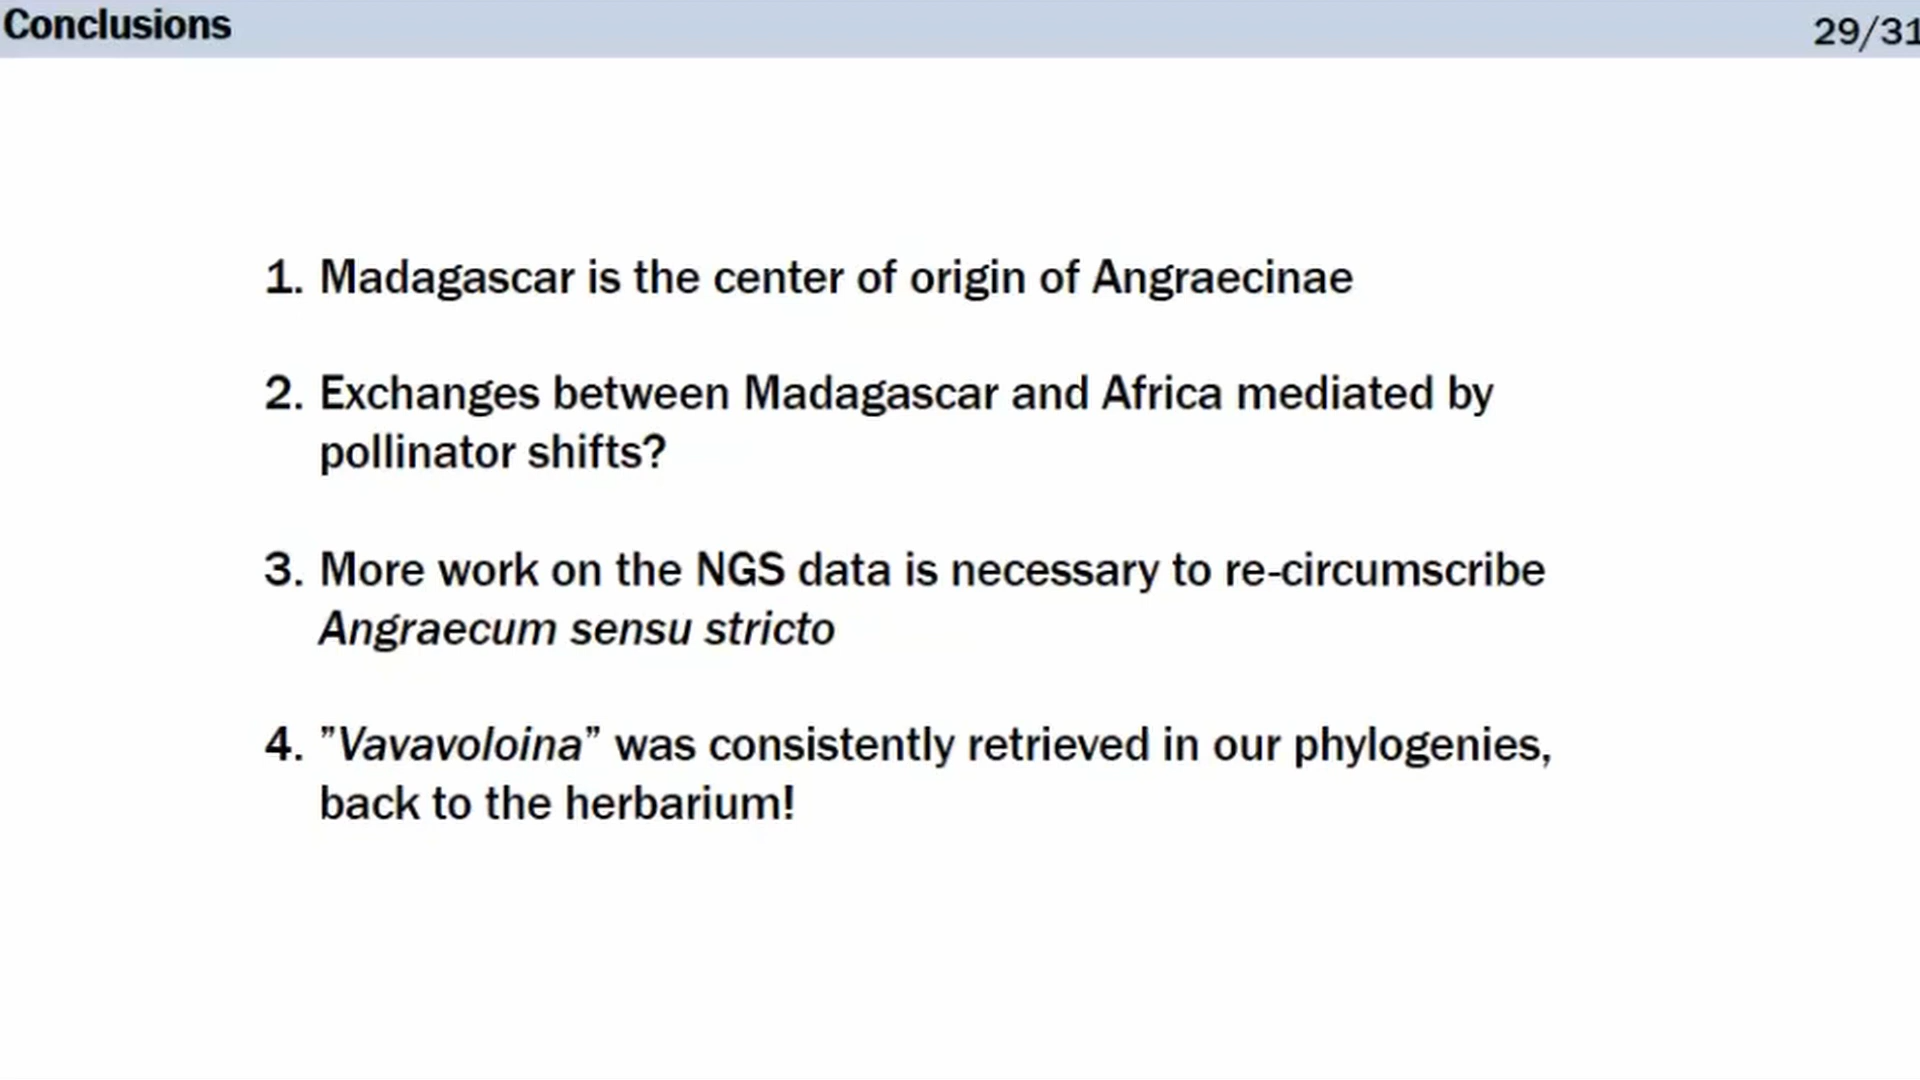 Conclusions
29/31
1. Madagascar is the center of origin of Angraecinae
2. Exchanges between Madagascar and Africa mediated by
pollinator shifts?
3. More work on the NGS data is necessary to re-circumscribe
Angraecum sensu stricto
4. ”Vavavoloina” was consistently retrieved in our phylogenies,
back to the herbarium!